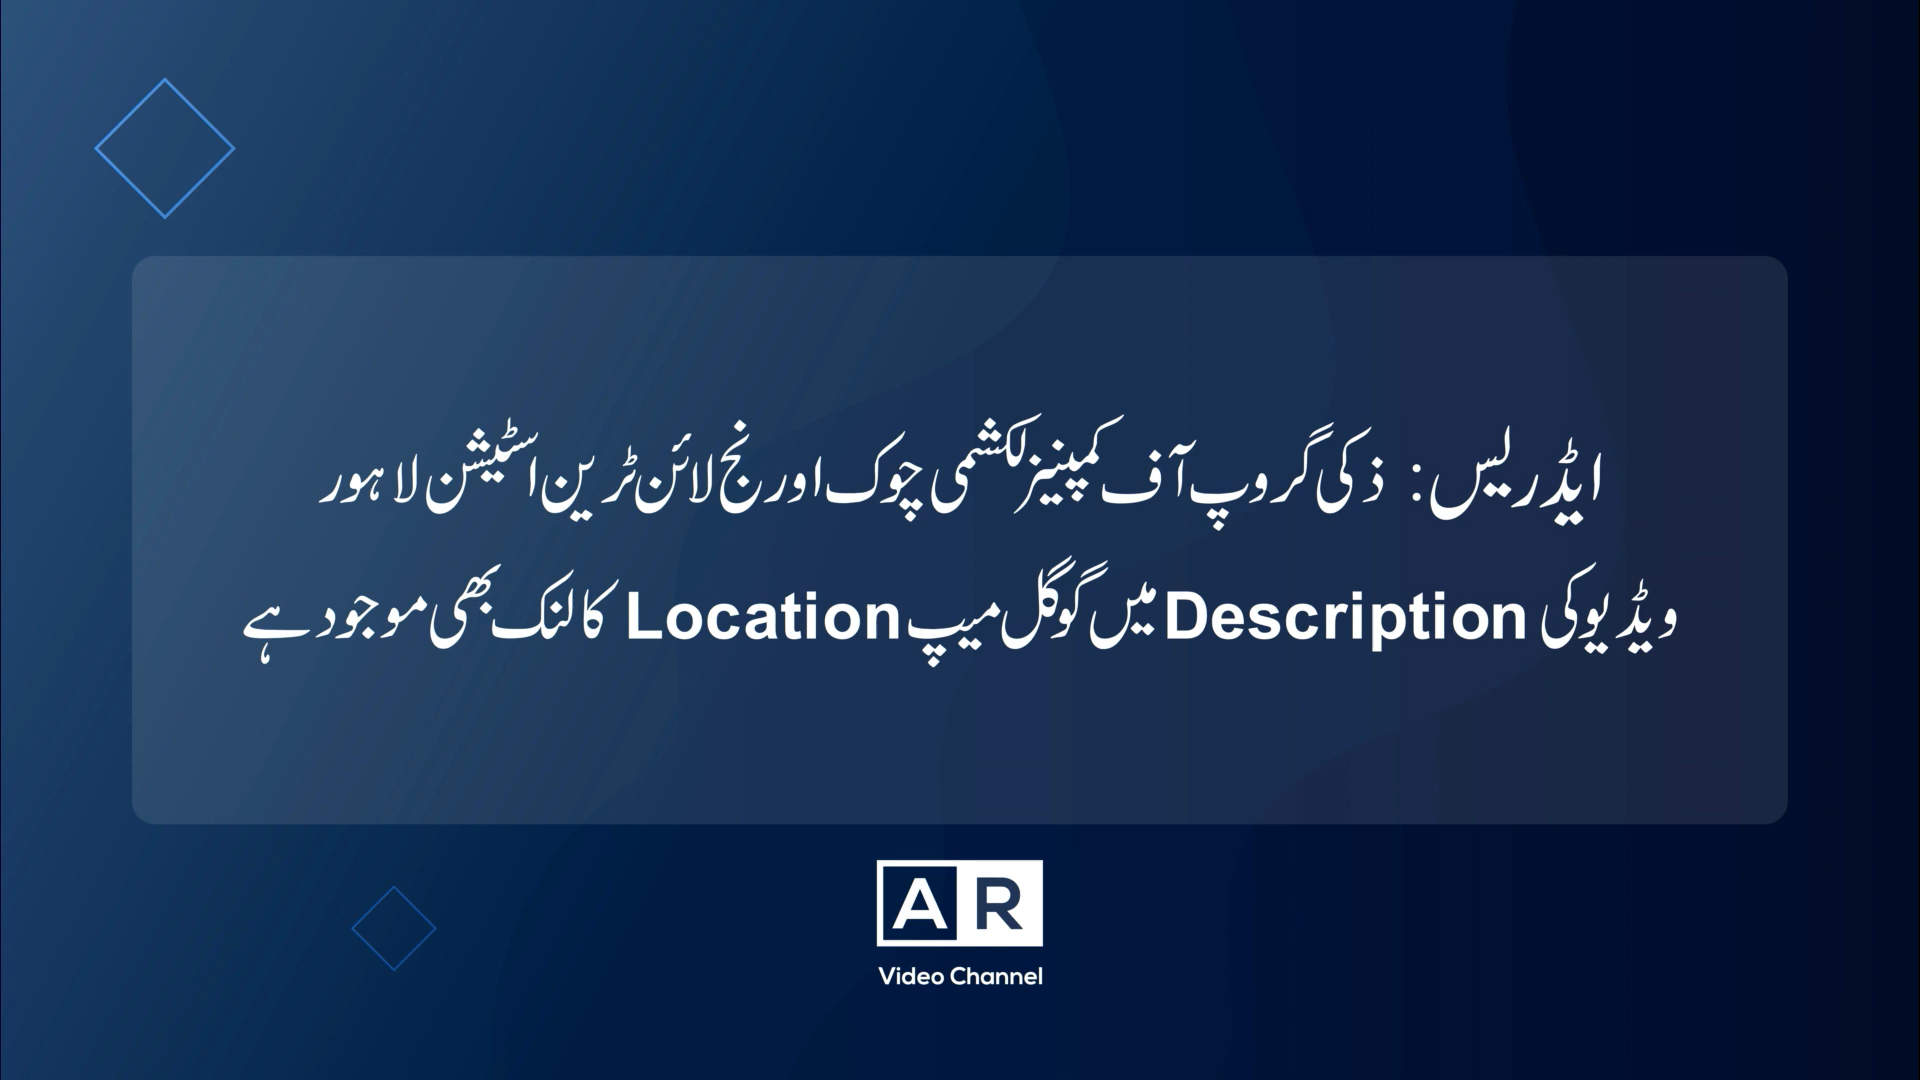 ایڈریس: ذکی گروپ آف کمپنیز لکشمی چوک اورنج لائن ٹرین اسٹیشن لاہور
ویڈیو کی Description میں گوگل میپ Location کا لنک بھی موجود ہے
AR
Video Channel